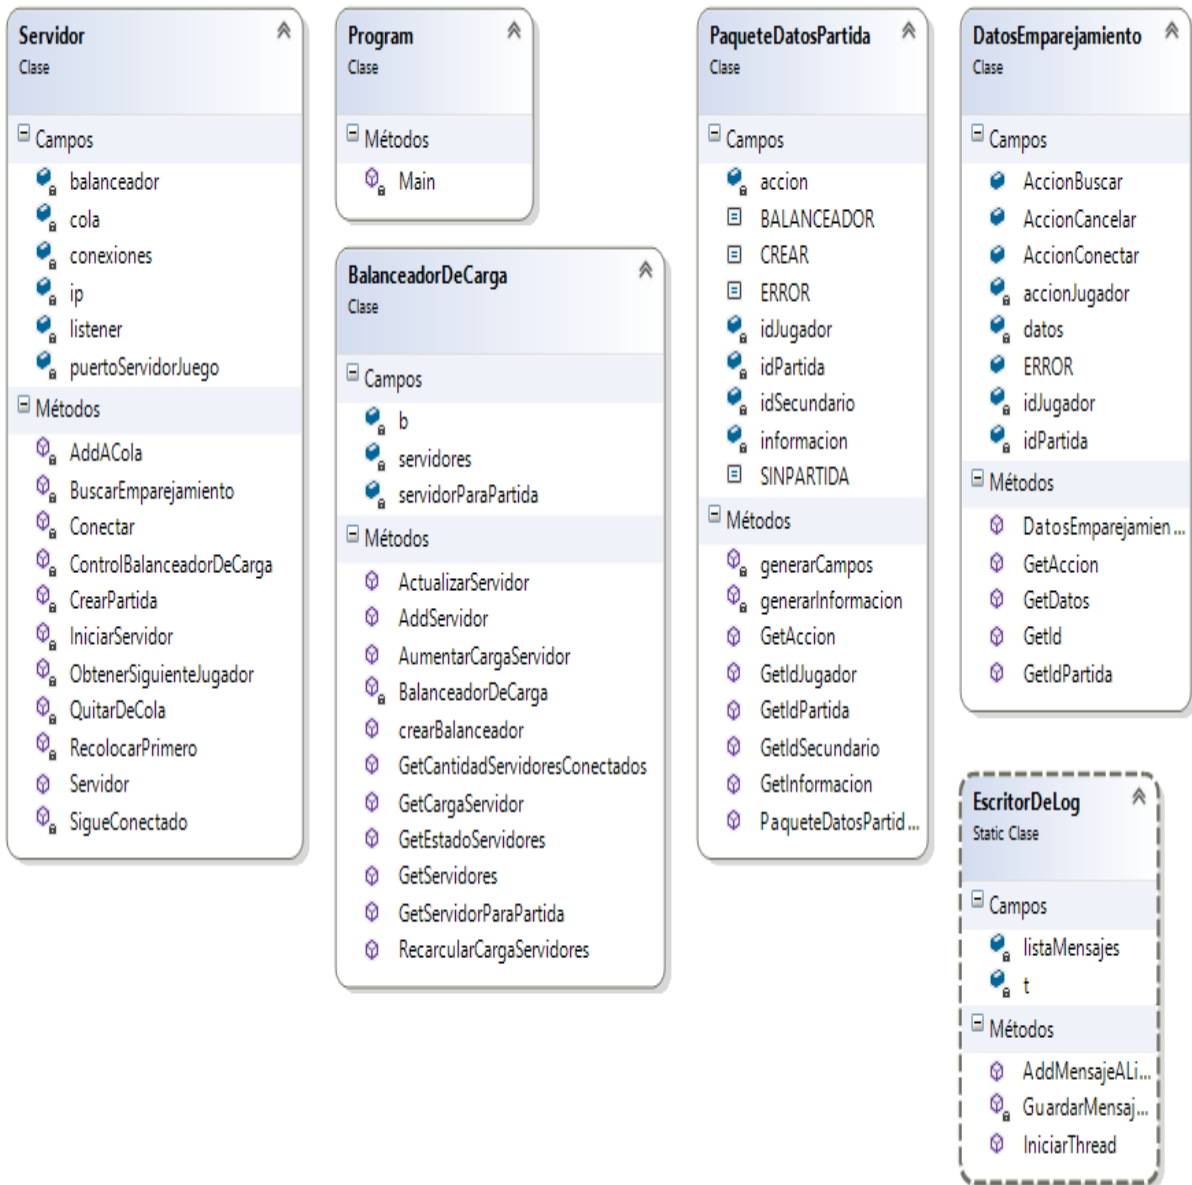 Servidor
Clase
Campos
balanceador
cola
conexiones
ip
listener
puertoServidorJuego
Métodos
AddACola
BuscarEmparejamiento
Conectar
ControlBalanceadorDeCarga
CrearPartida
IniciarServidor
ObtenerSiguienteJugador
QuitarDeCola
RecolocarPrimero
Servidor
SigueConectado
Program
Clase
Métodos
Main
BalanceadorDeCarga
Clase
Campos
b
servidores
servidorParaPartida
Métodos
ActualizarServidor
AddServidor
AumentarCargaServidor
BalanceadorDeCarga
crearBalanceador
GetCantidadServidoresConectados
GetCargaServidor
GetEstadoServidores
GetServidores
GetServidorParaPartida
RecarcularCargaServidores
PaqueteDatosPartida
Clase
Campos
accion
BALANCEADOR
CREAR
ERROR
idJugador
idPartida
idSecundario
informacion
SINPARTIDA
Métodos
generarCampos
generarInformacion
GetAccion
GetIdJugador
GetIdPartida
GetIdSecundario
GetInformacion
PaqueteDatosPartid...
DatosEmparejamiento
Clase
Campos
AccionBuscar
AccionCancelar
AccionConectar
accionJugador
datos
ERROR
idJugador
idPartida
Métodos
DatosEmparejamien...
GetAccion
GetDatos
GetId
GetIdPartida
EscritorDeLog
Static Clase
Campos
listaMensajes
t
Métodos
AddMensajeALi...
GuardarMensaj...
IniciarThread